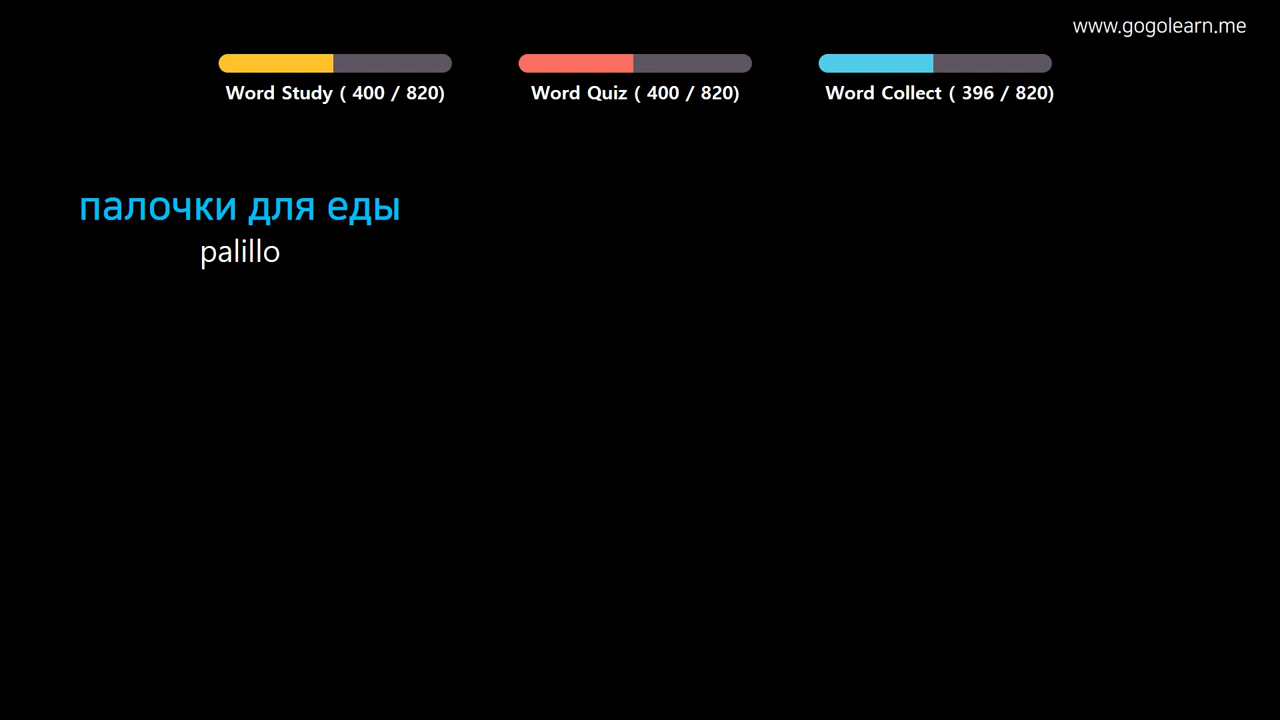 www.gogolearn.me
Word Study ( 400 / 820)
Word Quiz ( 400 / 820)
Word Collect ( 396 / 820)
палочки для еды
palillo